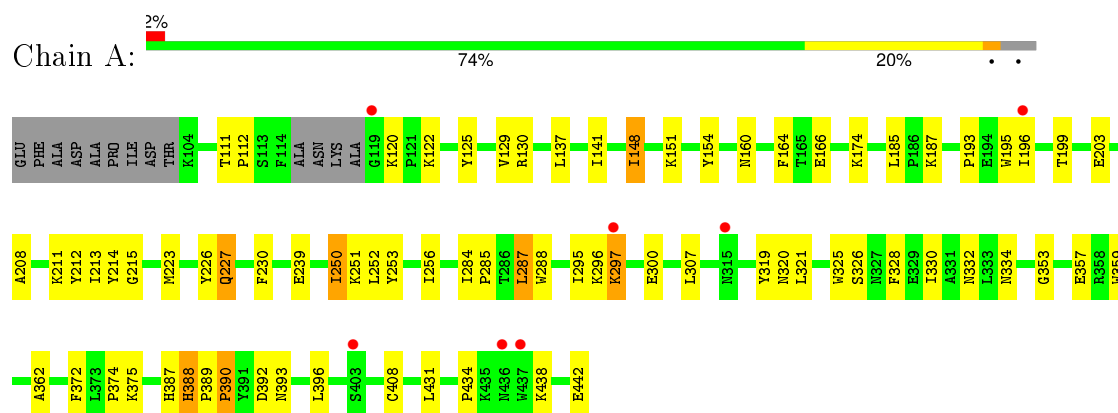 2%
Chain A:
74% 20% • •
GLU PHE ALA ASP ALA PRO ILE ASP THR K104 T111 P112 S113 F114 ALA ASN LYS ALA G119 K120 P121 K122 Y125 V129 R130 L137 I141 I148 K151 Y154 N160 F164 T165 E166 K174 L185 P186 K187 P193 E194 W195 I196 T199 E203
A208 K211 Y212 I213 Y214 G215 M223 Y226 Q227 F230 E239 I250 K251 L252 Y253 I256 I284 P285 T286 L287 W288 I295 K296 K297 E300 L307 N315 Y319 N320 L321 W325 S326 N327 F328 E329 I330 A331 N332 L333 N334 G353 E357 R358 W359
A362 F372 L373 P374 K375 H387 H388 P389 P390 Y391 D392 N393 L396 S403 C408 L431 P434 K435 N436 W437 K438 E442